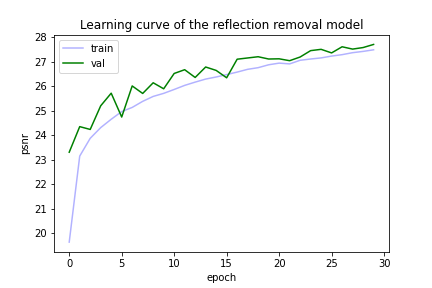 Learning curve of the reflection removal model
train
val
psnr
28
27
26
25
24
23
22
21
20
0 5 10 15 20 25 30
epoch